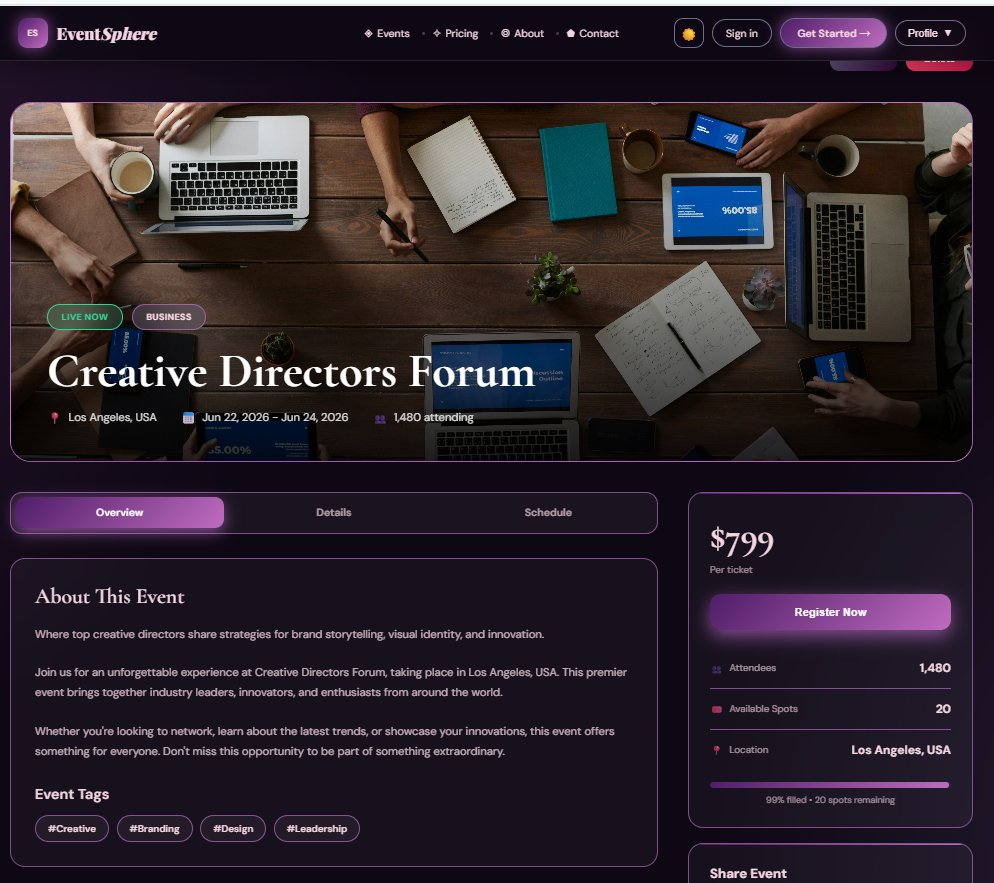 ES EventSphere
Events • Pricing • About • Contact
Sign in
Get Started →
Profile ▼
85.00%
LIVE NOW
BUSINESS
Creative Directors Forum
Los Angeles, USA
Jun 22, 2026 – Jun 24, 2026
1,480 attending
Overview
Details
Schedule
About This Event
Where top creative directors share strategies for brand storytelling, visual identity, and innovation.
Join us for an unforgettable experience at Creative Directors Forum, taking place in Los Angeles, USA. This premier
event brings together industry leaders, innovators, and enthusiasts from around the world.
Whether you're looking to network, learn about the latest trends, or showcase your innovations, this event offers
something for everyone. Don't miss this opportunity to be part of something extraordinary.
Event Tags
#Creative
#Branding
#Design
#Leadership
$799
Per ticket
Register Now
Attendees 1,480
Available Spots 20
Location Los Angeles, USA
99% filled • 20 spots remaining
Share Event